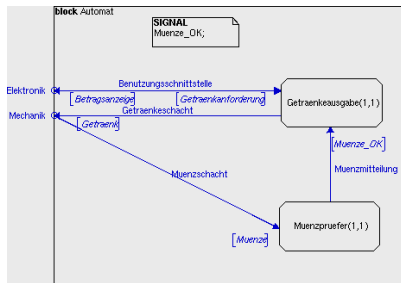 block Automat
SIGNAL
Muenze_OK;
Benutzungsschnittstelle
Elektronik
[Betragsanzeige] [Getraenkanforderung]
Getraenkeausgabe(1,1)
Getraenkeschacht
Mechanik
[Getraenk]
[Muenze_OK]
Muenzschacht
Muenzmitteilung
Muenzpruefer(1,1)
[Muenze]